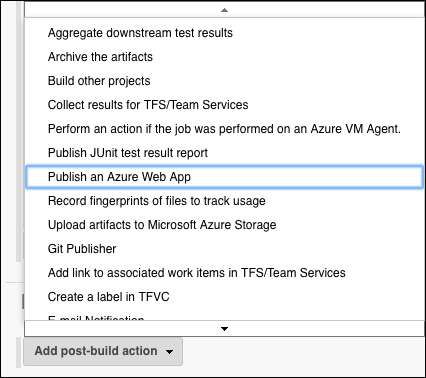 Aggregate downstream test results
Archive the artifacts
Build other projects
Collect results for TFS/Team Services
Perform an action if the job was performed on an Azure VM Agent.
Publish JUnit test result report
Publish an Azure Web App
Record fingerprints of files to track usage
Upload artifacts to Microsoft Azure Storage
Git Publisher
Add link to associated work items in TFS/Team Services
Create a label in TFVC
E-mail Notification
Add post-build action